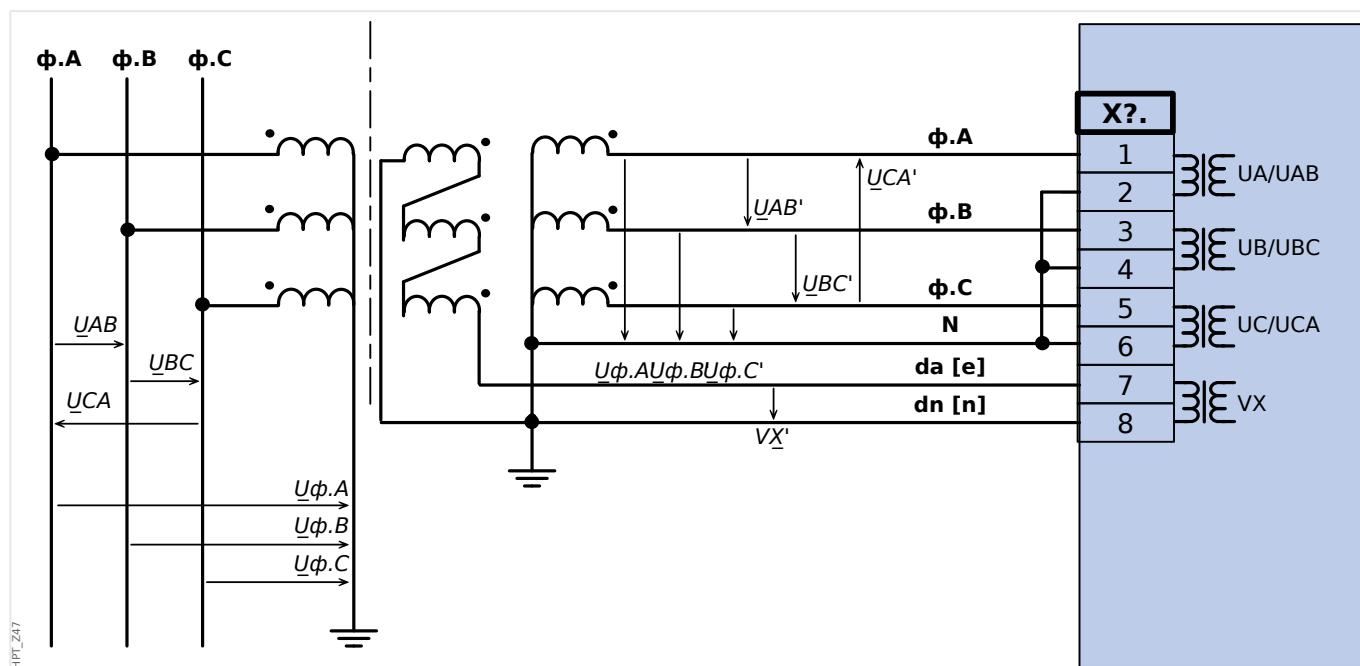 ф.A ф.B ф.C
X?.
ф.A
1
UA/UAB
UCA'
2
UAB'
ф.B
3
UB/UBC
4
UBC'
ф.C
5
N
UC/UCA
6
UAB
UBC
Uф.AUф.BUф.C'
da [e]
7
UCA
dn [n]
VX
8
VX'
Uф.A
Uф.B
Uф.C
HPT_Z47